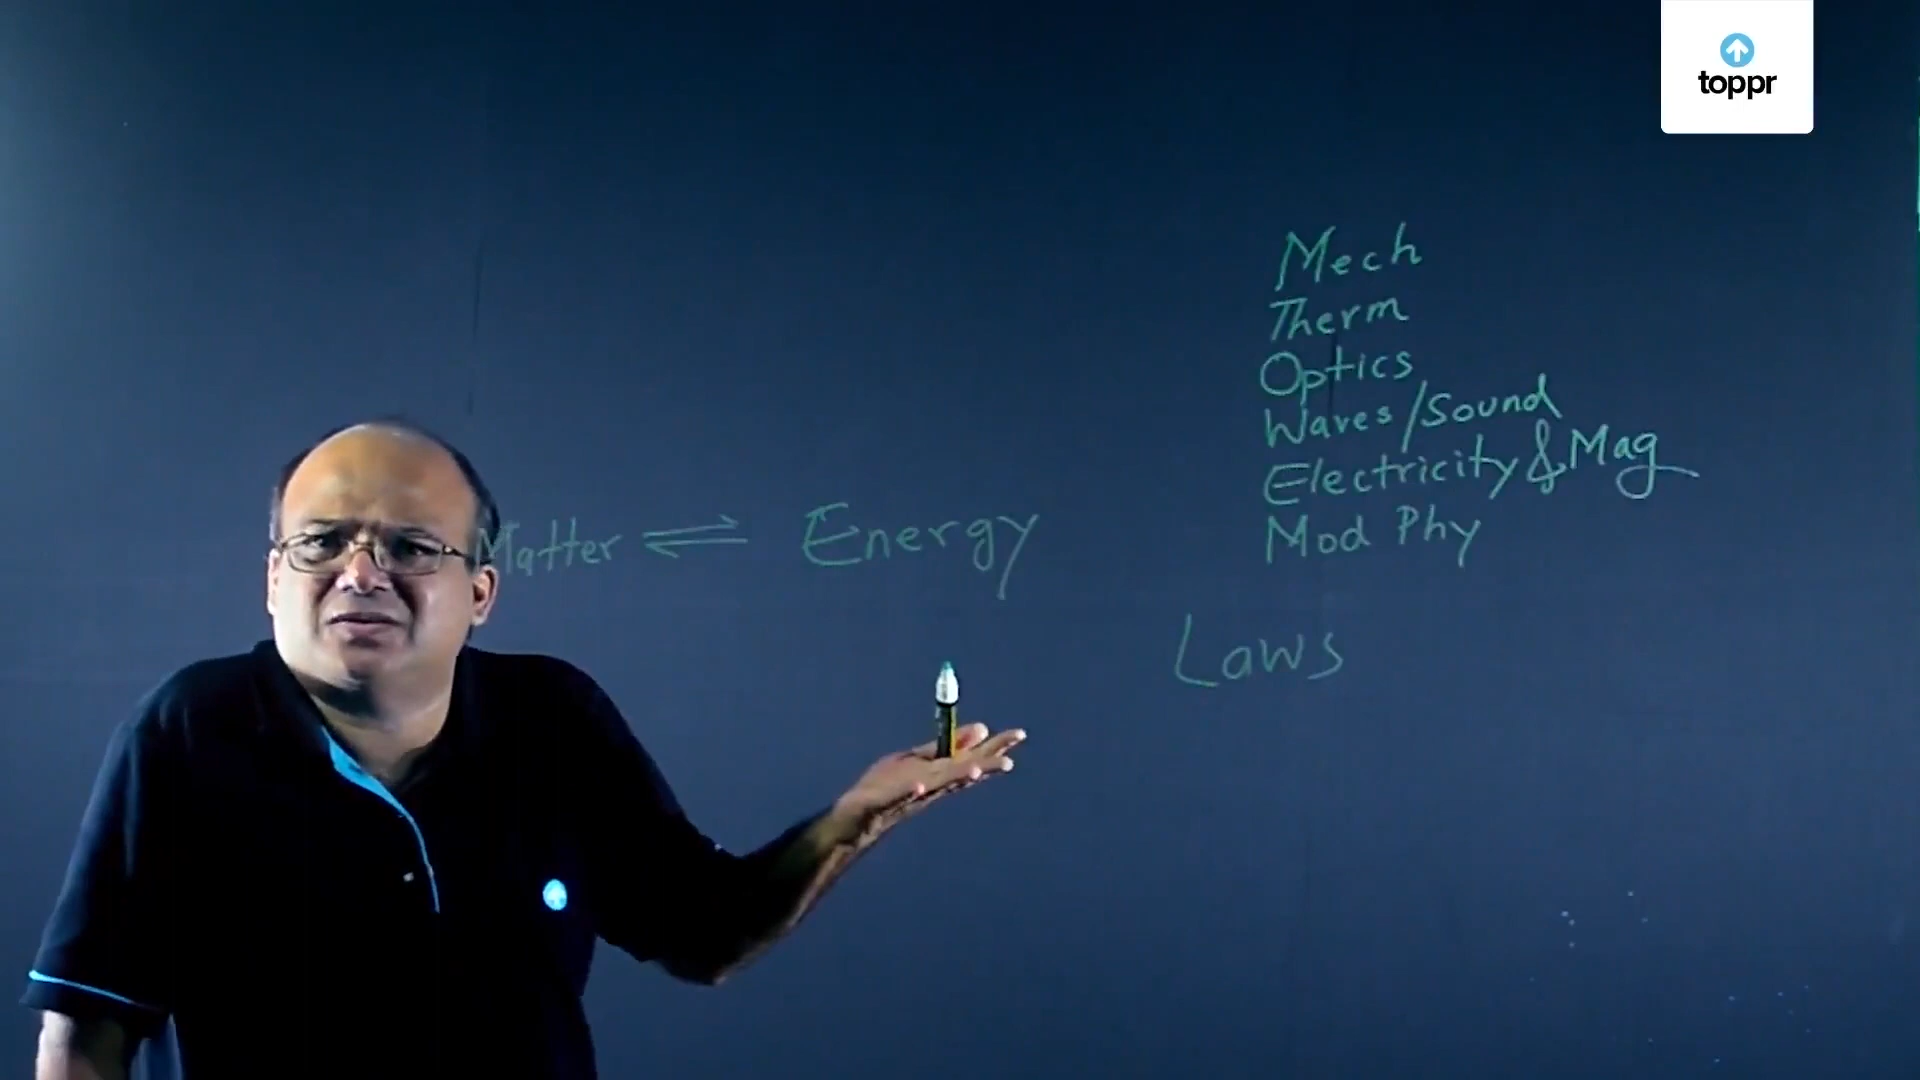 toppr
Mech
Therm
Optics
Waves/Sound
Electricity & Mag
Mod Phy
Matter ⇌ Energy
Laws